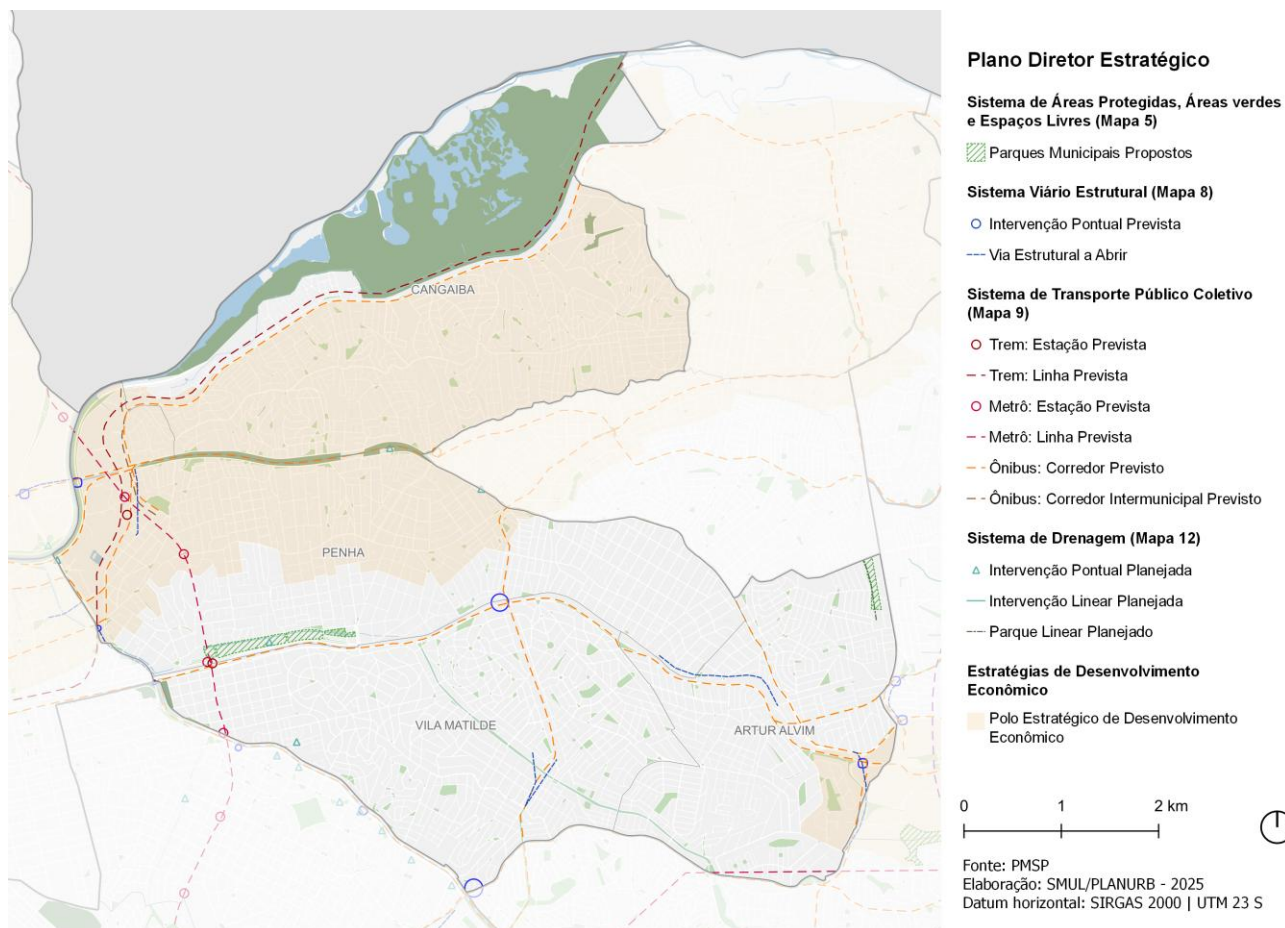 CANGAIBA
PENHA
VILA MATILDE
ARTUR ALVIM
Plano Diretor Estratégico
Sistema de Áreas Protegidas, Áreas verdes
e Espaços Livres (Mapa 5)
Parques Municipais Propostos
Sistema Viário Estrutural (Mapa 8)
Intervenção Pontual Prevista
Via Estrutural a Abrir
Sistema de Transporte Público Coletivo
(Mapa 9)
Trem: Estação Prevista
Trem: Linha Prevista
Metrô: Estação Prevista
Metrô: Linha Prevista
Ônibus: Corredor Previsto
Ônibus: Corredor Intermunicipal Previsto
Sistema de Drenagem (Mapa 12)
Intervenção Pontual Planejada
Intervenção Linear Planejada
Parque Linear Planejado
Estratégias de Desenvolvimento
Econômico
Polo Estratégico de Desenvolvimento
Econômico
0 1 2 km
Fonte: PMSP
Elaboração: SMUL/PLANURB - 2025
Datum horizontal: SIRGAS 2000 | UTM 23 S